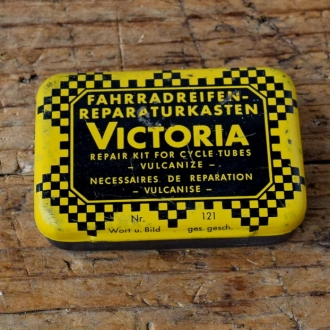 FAHRRADREIFEN-
REPARATURKASTEN
VICTORIA
REPAIR KIT FOR CYCLE TUBES
- VULCANIZE -
NECESSAIRES DE REPARATION
- VULCANISE -
Nr. 121
Wort u. Bild ges. gesch.